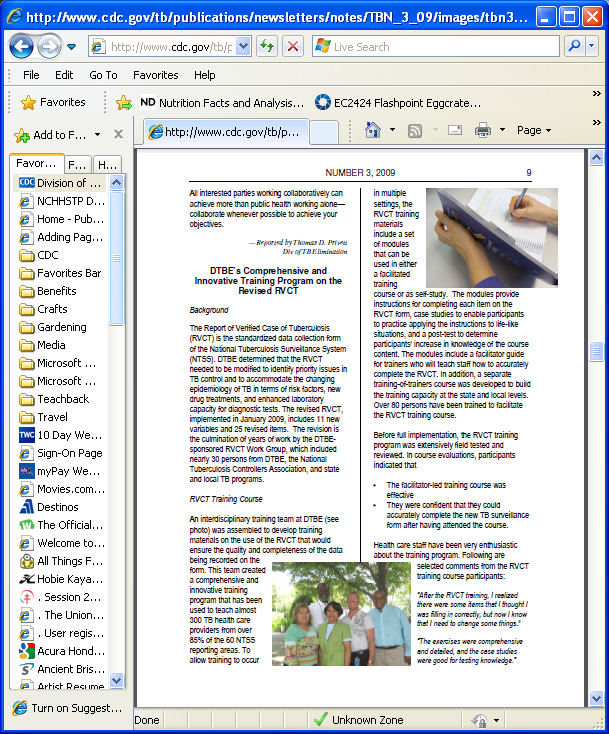 http://www.cdc.gov/tb/publications/newsletters/notes/TBN_3_09/images/tbn3...
http://www.cdc.gov/tb/p
Live Search
File Edit Go To Favorites Help
Favorites
ND Nutrition Facts and Analysis...
EC2424 Flashpoint Eggcrate...
Add to F...
http://www.cdc.gov/tb/p...
Page
Favor...
F...
H...
CDC Division of ...
NCHHSTP D...
Home - Pub...
Adding Pag...
CDC
Favorites Bar
Benefits
Crafts
Gardening
Media
Microsoft ...
Microsoft ...
Teachback
Travel
TWC 10 Day We...
Sign-On Page
myPay We...
Movies.com...
Destinos
The Official...
Welcome to...
All Things F...
Hobie Kaya...
. Session 2...
. The Union...
. User regis...
Acura Hond...
Ancient Bris...
Artist Resume
Turn on Suggest...
NUMBER 3, 2009 9
All interested parties working collaboratively can
achieve more than public health working alone—
collaborate whenever possible to achieve your
objectives.
—Reported by Thomas D. Privett
Div of TB Elimination
DTBE's Comprehensive and
Innovative Training Program on the
Revised RVCT
Background
The Report of Verified Case of Tuberculosis
(RVCT) is the standardized data collection form
of the National Tuberculosis Surveillance System
(NTSS). DTBE determined that the RVCT
needed to be modified to identify priority issues in
TB control and to accommodate the changing
epidemiology of TB in terms of risk factors, new
drug treatments, and enhanced laboratory
capacity for diagnostic tests. The revised RVCT,
implemented in January 2009, includes 11 new
variables and 25 revised items. The revision is
the culmination of years of work by the DTBE-
sponsored RVCT Work Group, which included
nearly 30 persons from DTBE, the National
Tuberculosis Controllers Association, and state
and local TB programs.
RVCT Training Course
An interdisciplinary training team at DTBE (see
photo) was assembled to develop training
materials on the use of the RVCT that would
ensure the quality and completeness of the data
being recorded on the
form. This team created
a comprehensive and
innovative training
program that has been
used to teach almost
300 TB health care
providers from over
85% of the 60 NTSS
reporting areas. To
allow training to occur
in multiple
settings, the
RVCT training
materials
include a set
of modules
that can be
used in either
a facilitated
training
course or as self-study. The modules provide
instructions for completing each item on the
RVCT form, case studies to enable participants
to practice applying the instructions to life-like
situations, and a post-test to determine
participants' increase in knowledge of the course
content. The modules include a facilitator guide
for trainers who will teach staff how to accurately
complete the RVCT. In addition, a separate
training-of-trainers course was developed to build
the training capacity at the state and local levels.
Over 80 persons have been trained to facilitate
the RVCT training course.
Before full implementation, the RVCT training
program was extensively field tested and
reviewed. In course evaluations, participants
indicated that
• The facilitator-led training course was
effective
• They were confident that they could
accurately complete the new TB surveillance
form after having attended the course.
Health care staff have been very enthusiastic
about the training program. Following are
selected comments from the RVCT
training course participants:
"After the RVCT training, I realized
there were some items that I thought I
was filling in correctly, but now I know
that I need to change some things."
"The exercises were comprehensive
and detailed, and the case studies
were good for testing knowledge."
Done
Unknown Zone